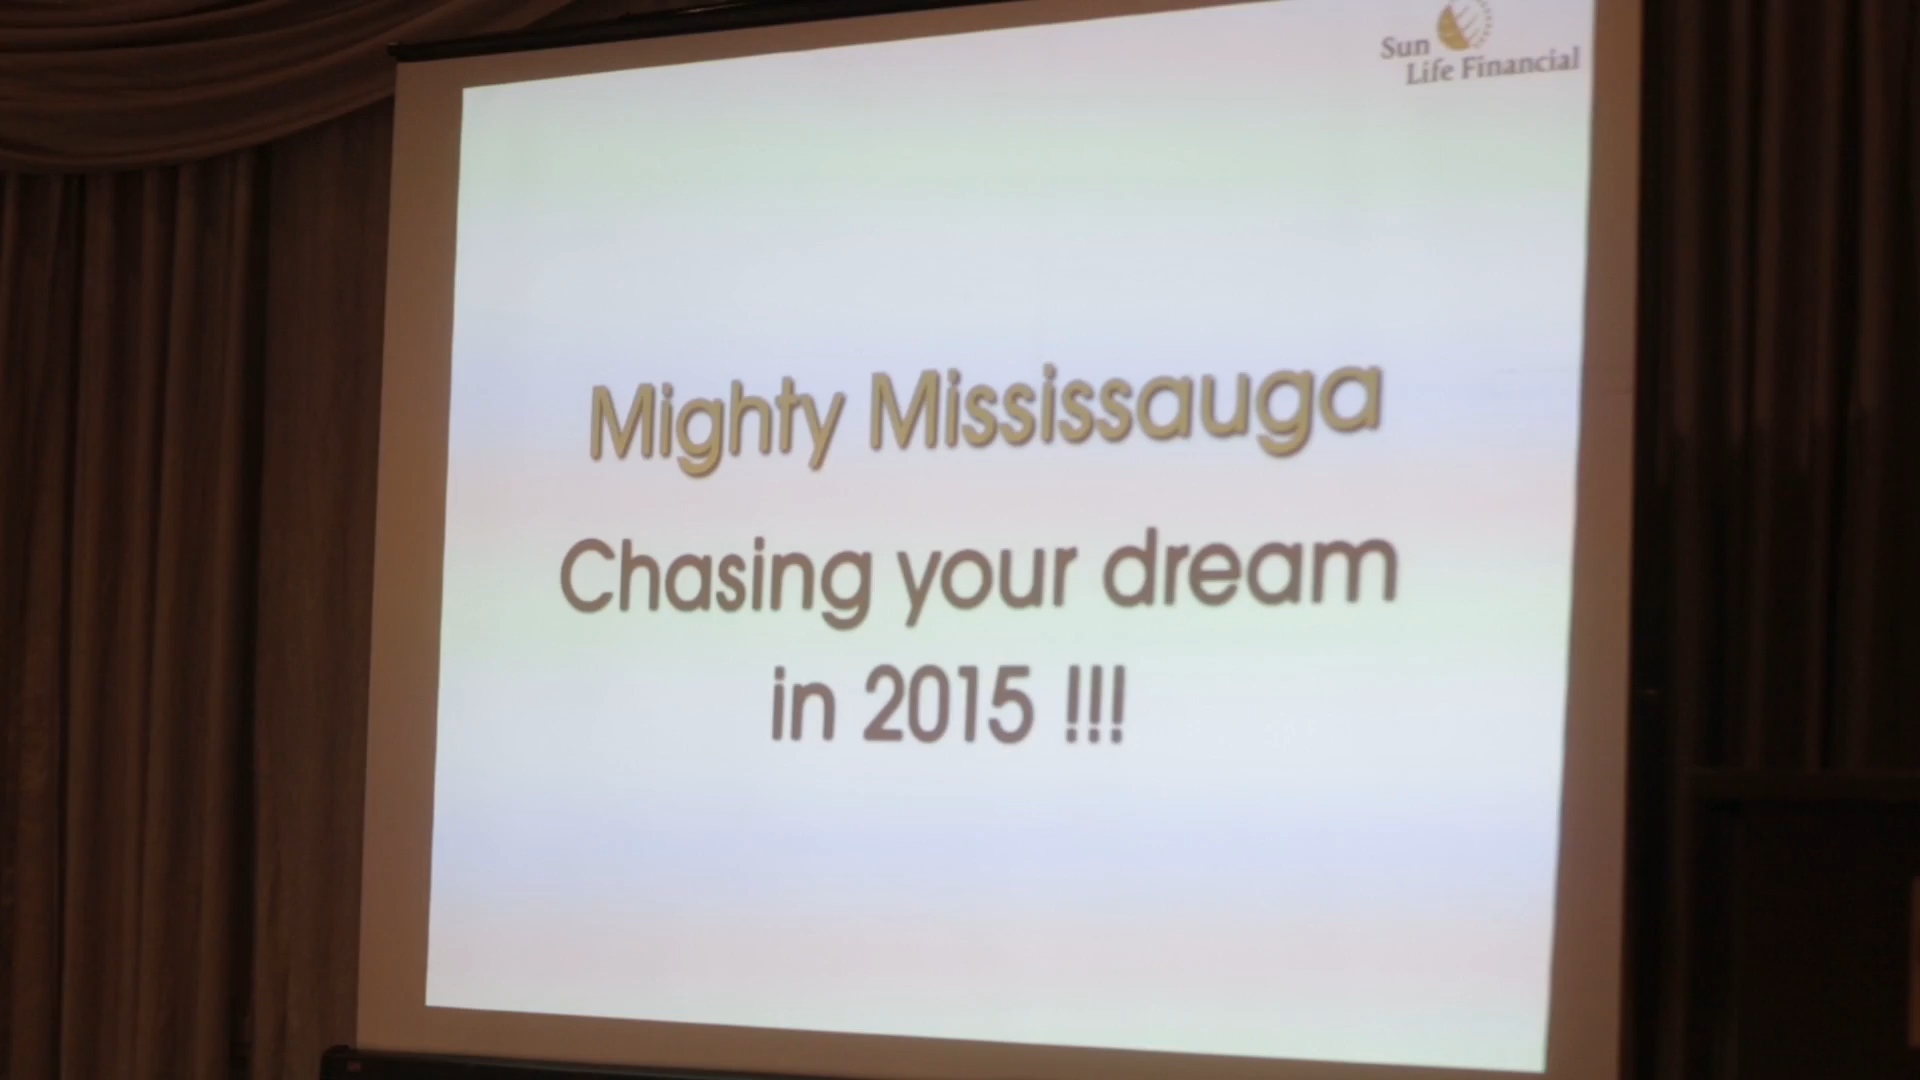 Sun
Life Financial
Mighty Mississauga
Chasing your dream
in 2015 !!!